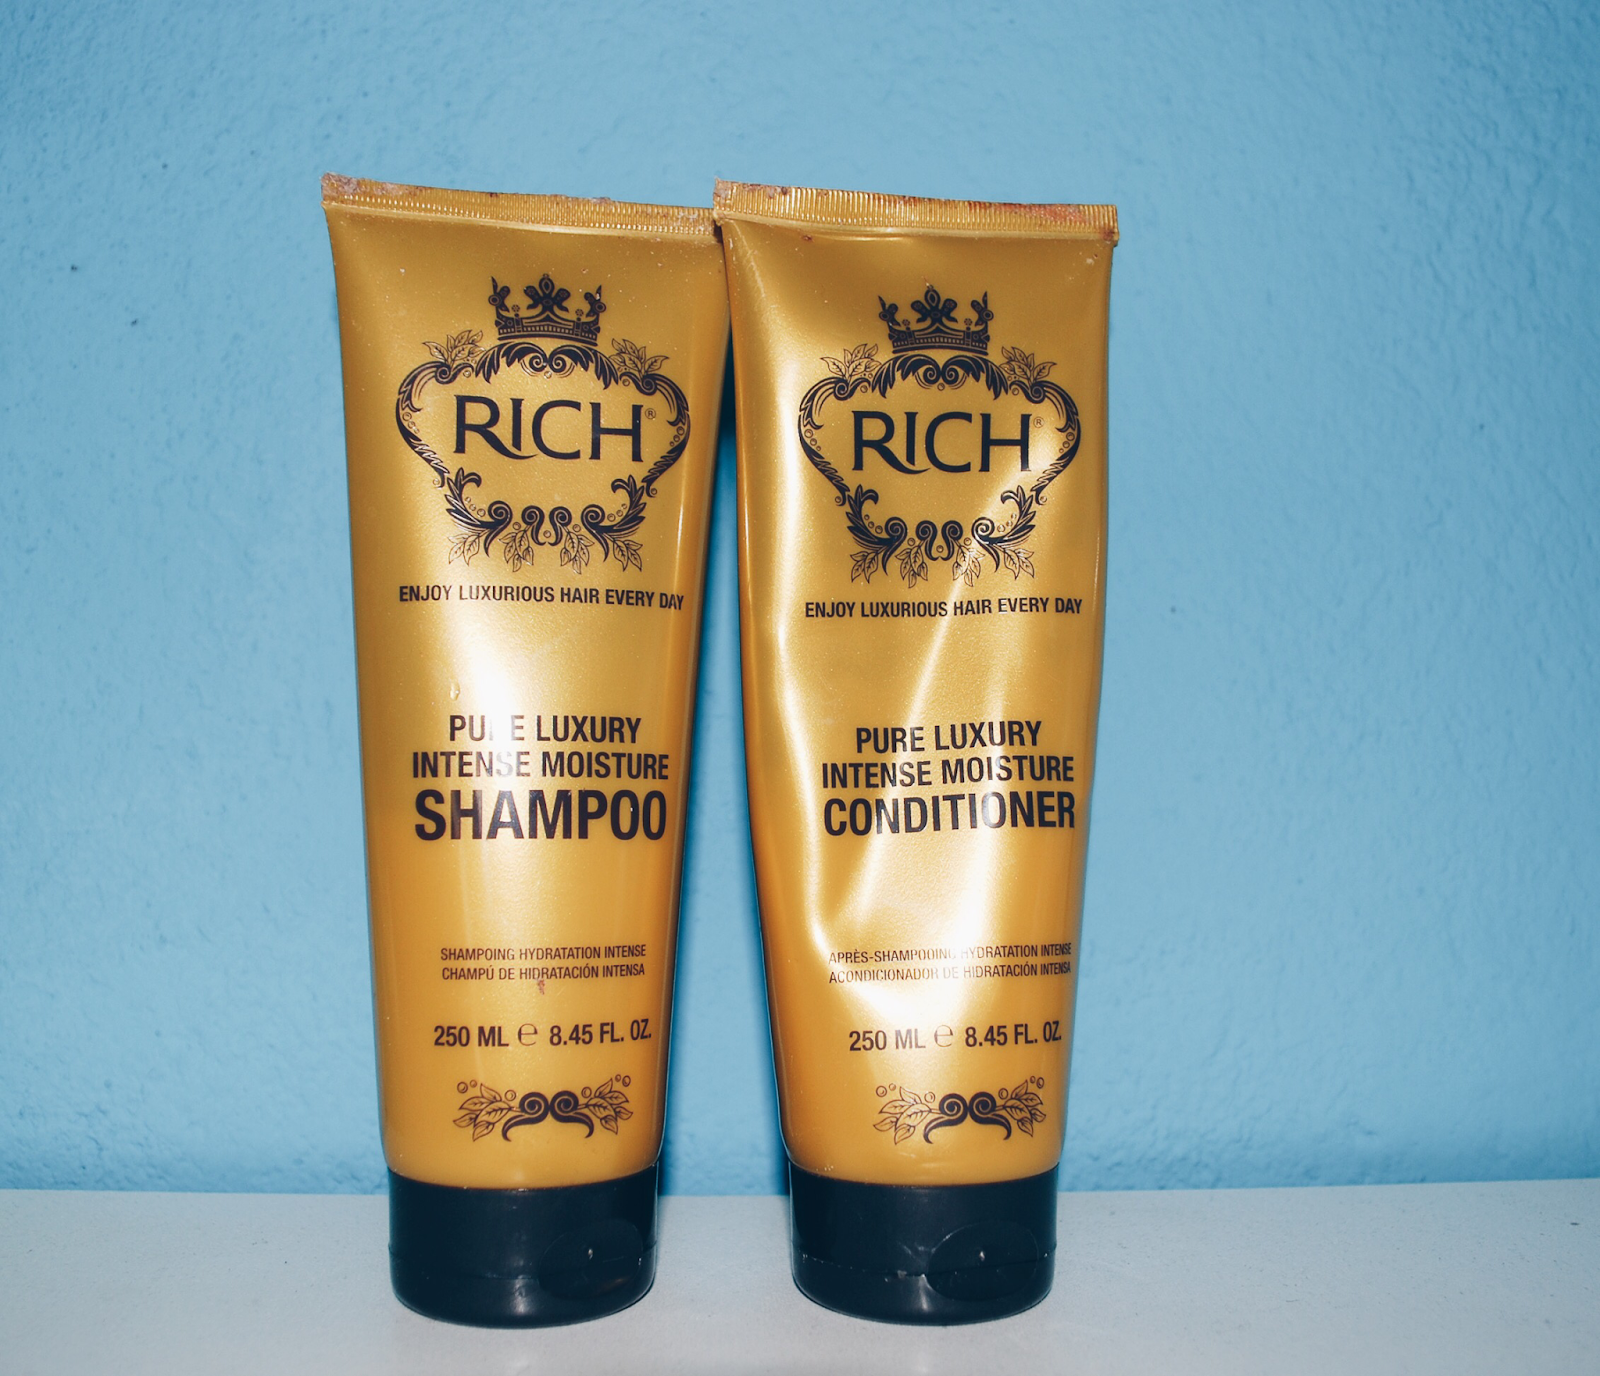 RICH®
ENJOY LUXURIOUS HAIR EVERY DAY
PURE LUXURY
INTENSE MOISTURE
SHAMPOO
SHAMPOING HYDRATATION INTENSE
CHAMPÚ DE HIDRATACIÓN INTENSA
250 ML ℮ 8.45 FL. OZ.
RICH®
ENJOY LUXURIOUS HAIR EVERY DAY
PURE LUXURY
INTENSE MOISTURE
CONDITIONER
APRÈS-SHAMPOOING HYDRATATION INTENSE
ACONDICIONADOR DE HIDRATACIÓN INTENSA
250 ML ℮ 8.45 FL. OZ.